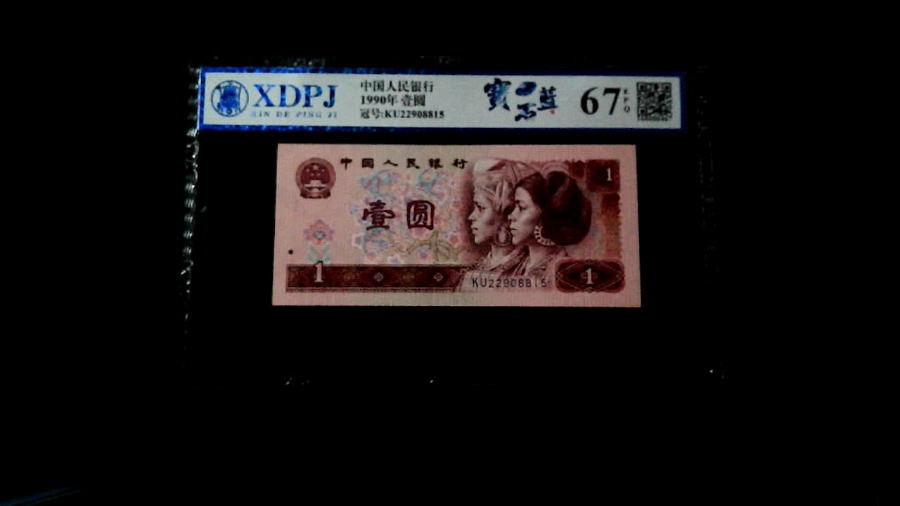 XDPJ
XIN DE PING JI
中国人民银行
1990年 壹圆
冠号:KU22908815
67
EPQ
中国人民银行
1
壹圆
1
KU22908815
1